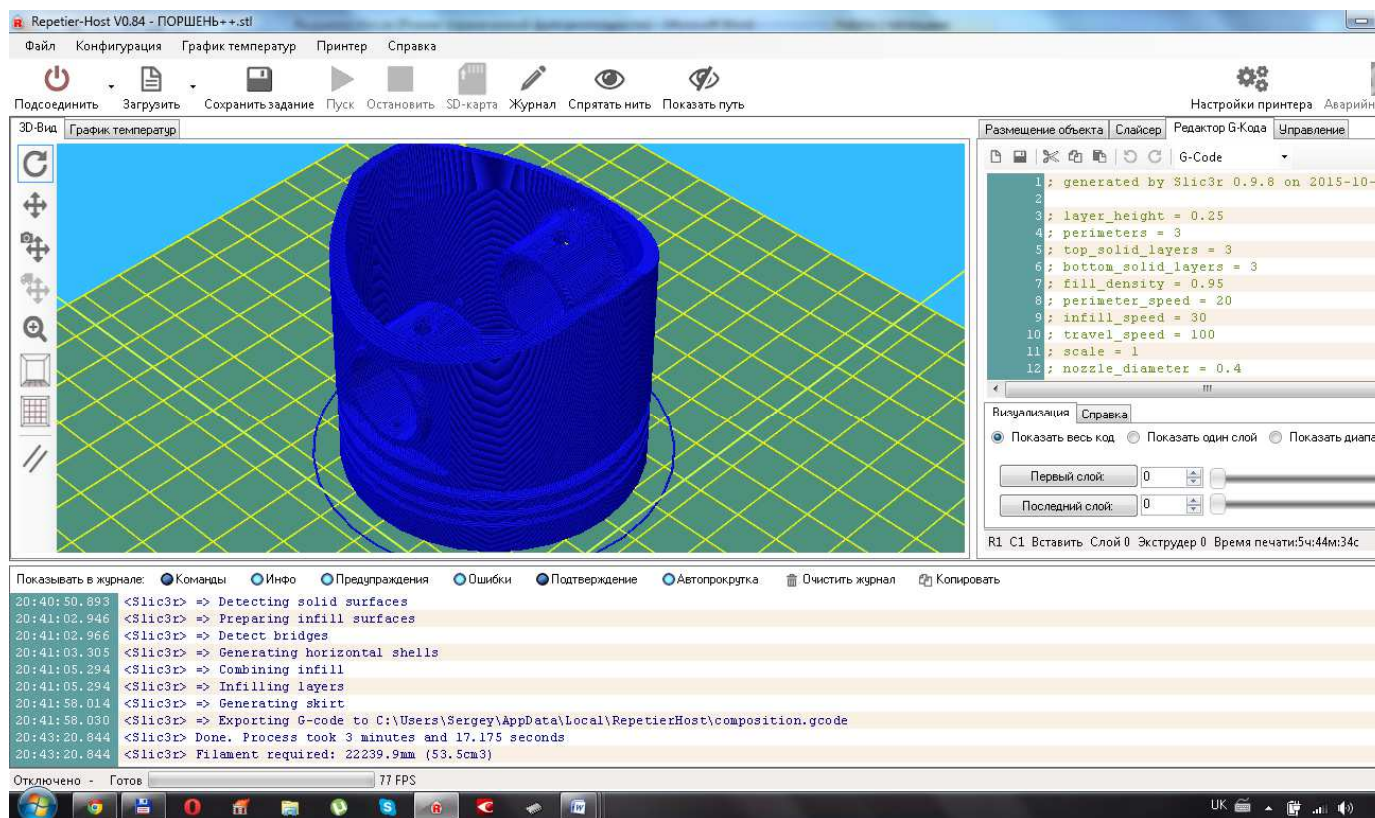 Repetier-Host V0.84 - ПОРШЕНЬ++.stl
Файл Конфигурация График температур Принтер Справка
Подсоединить Загрузить Сохранить задание Пуск Остановить SD-карта Журнал Спрятать нить Показать путь Настройки принтера Аварийн
3D-Вид График температур
Размещение объекта Слайсер Редактор G-Кода Управление
G-Code
1 ; generated by Slic3r 0.9.8 on 2015-10-
2
3 ; layer_height = 0.25
4 ; perimeters = 3
5 ; top_solid_layers = 3
6 ; bottom_solid_layers = 3
7 ; fill_density = 0.95
8 ; perimeter_speed = 20
9 ; infill_speed = 30
10 ; travel_speed = 100
11 ; scale = 1
12 ; nozzle_diameter = 0.4
Визуализация Справка
Показать весь код Показать один слой Показать диапа
Первый слой: 0
Последний слой: 0
R1 C1 Вставить Слой 0 Экструдер 0 Время печати:5ч:44м:34с
Показывать в журнале: Команды Инфо Предупраждения Ошибки Подтверждение Автопрокрутка Очистить журнал Копировать
20:40:50.893 <Slic3r> => Detecting solid surfaces
20:41:02.946 <Slic3r> => Preparing infill surfaces
20:41:02.966 <Slic3r> => Detect bridges
20:41:03.305 <Slic3r> => Generating horizontal shells
20:41:05.294 <Slic3r> => Combining infill
20:41:05.294 <Slic3r> => Infilling layers
20:41:58.014 <Slic3r> => Generating skirt
20:41:58.030 <Slic3r> => Exporting G-code to C:\Users\Sergey\AppData\Local\RepetierHost\composition.gcode
20:43:20.844 <Slic3r> Done. Process took 3 minutes and 17.175 seconds
20:43:20.844 <Slic3r> Filament required: 22239.9mm (53.5cm3)
Отключено - Готов 77 FPS
UK